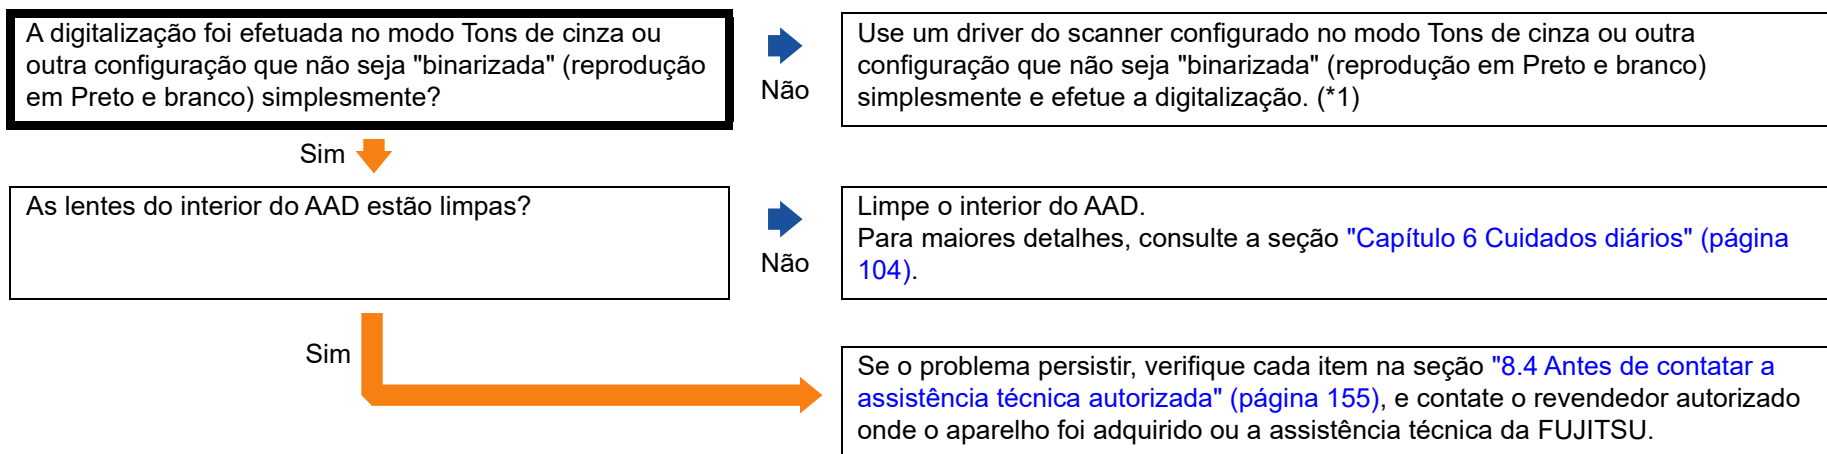 A digitalização foi efetuada no modo Tons de cinza ou
outra configuração que não seja "binarizada" (reprodução
em Preto e branco) simplesmente?
Não
Use um driver do scanner configurado no modo Tons de cinza ou outra
configuração que não seja "binarizada" (reprodução em Preto e branco)
simplesmente e efetue a digitalização. (*1)
Sim
As lentes do interior do AAD estão limpas?
Não
Limpe o interior do AAD.
Para maiores detalhes, consulte a seção "Capítulo 6 Cuidados diários" (página
104).
Sim
Se o problema persistir, verifique cada item na seção "8.4 Antes de contatar a
assistência técnica autorizada" (página 155), e contate o revendedor autorizado
onde o aparelho foi adquirido ou a assistência técnica da FUJITSU.